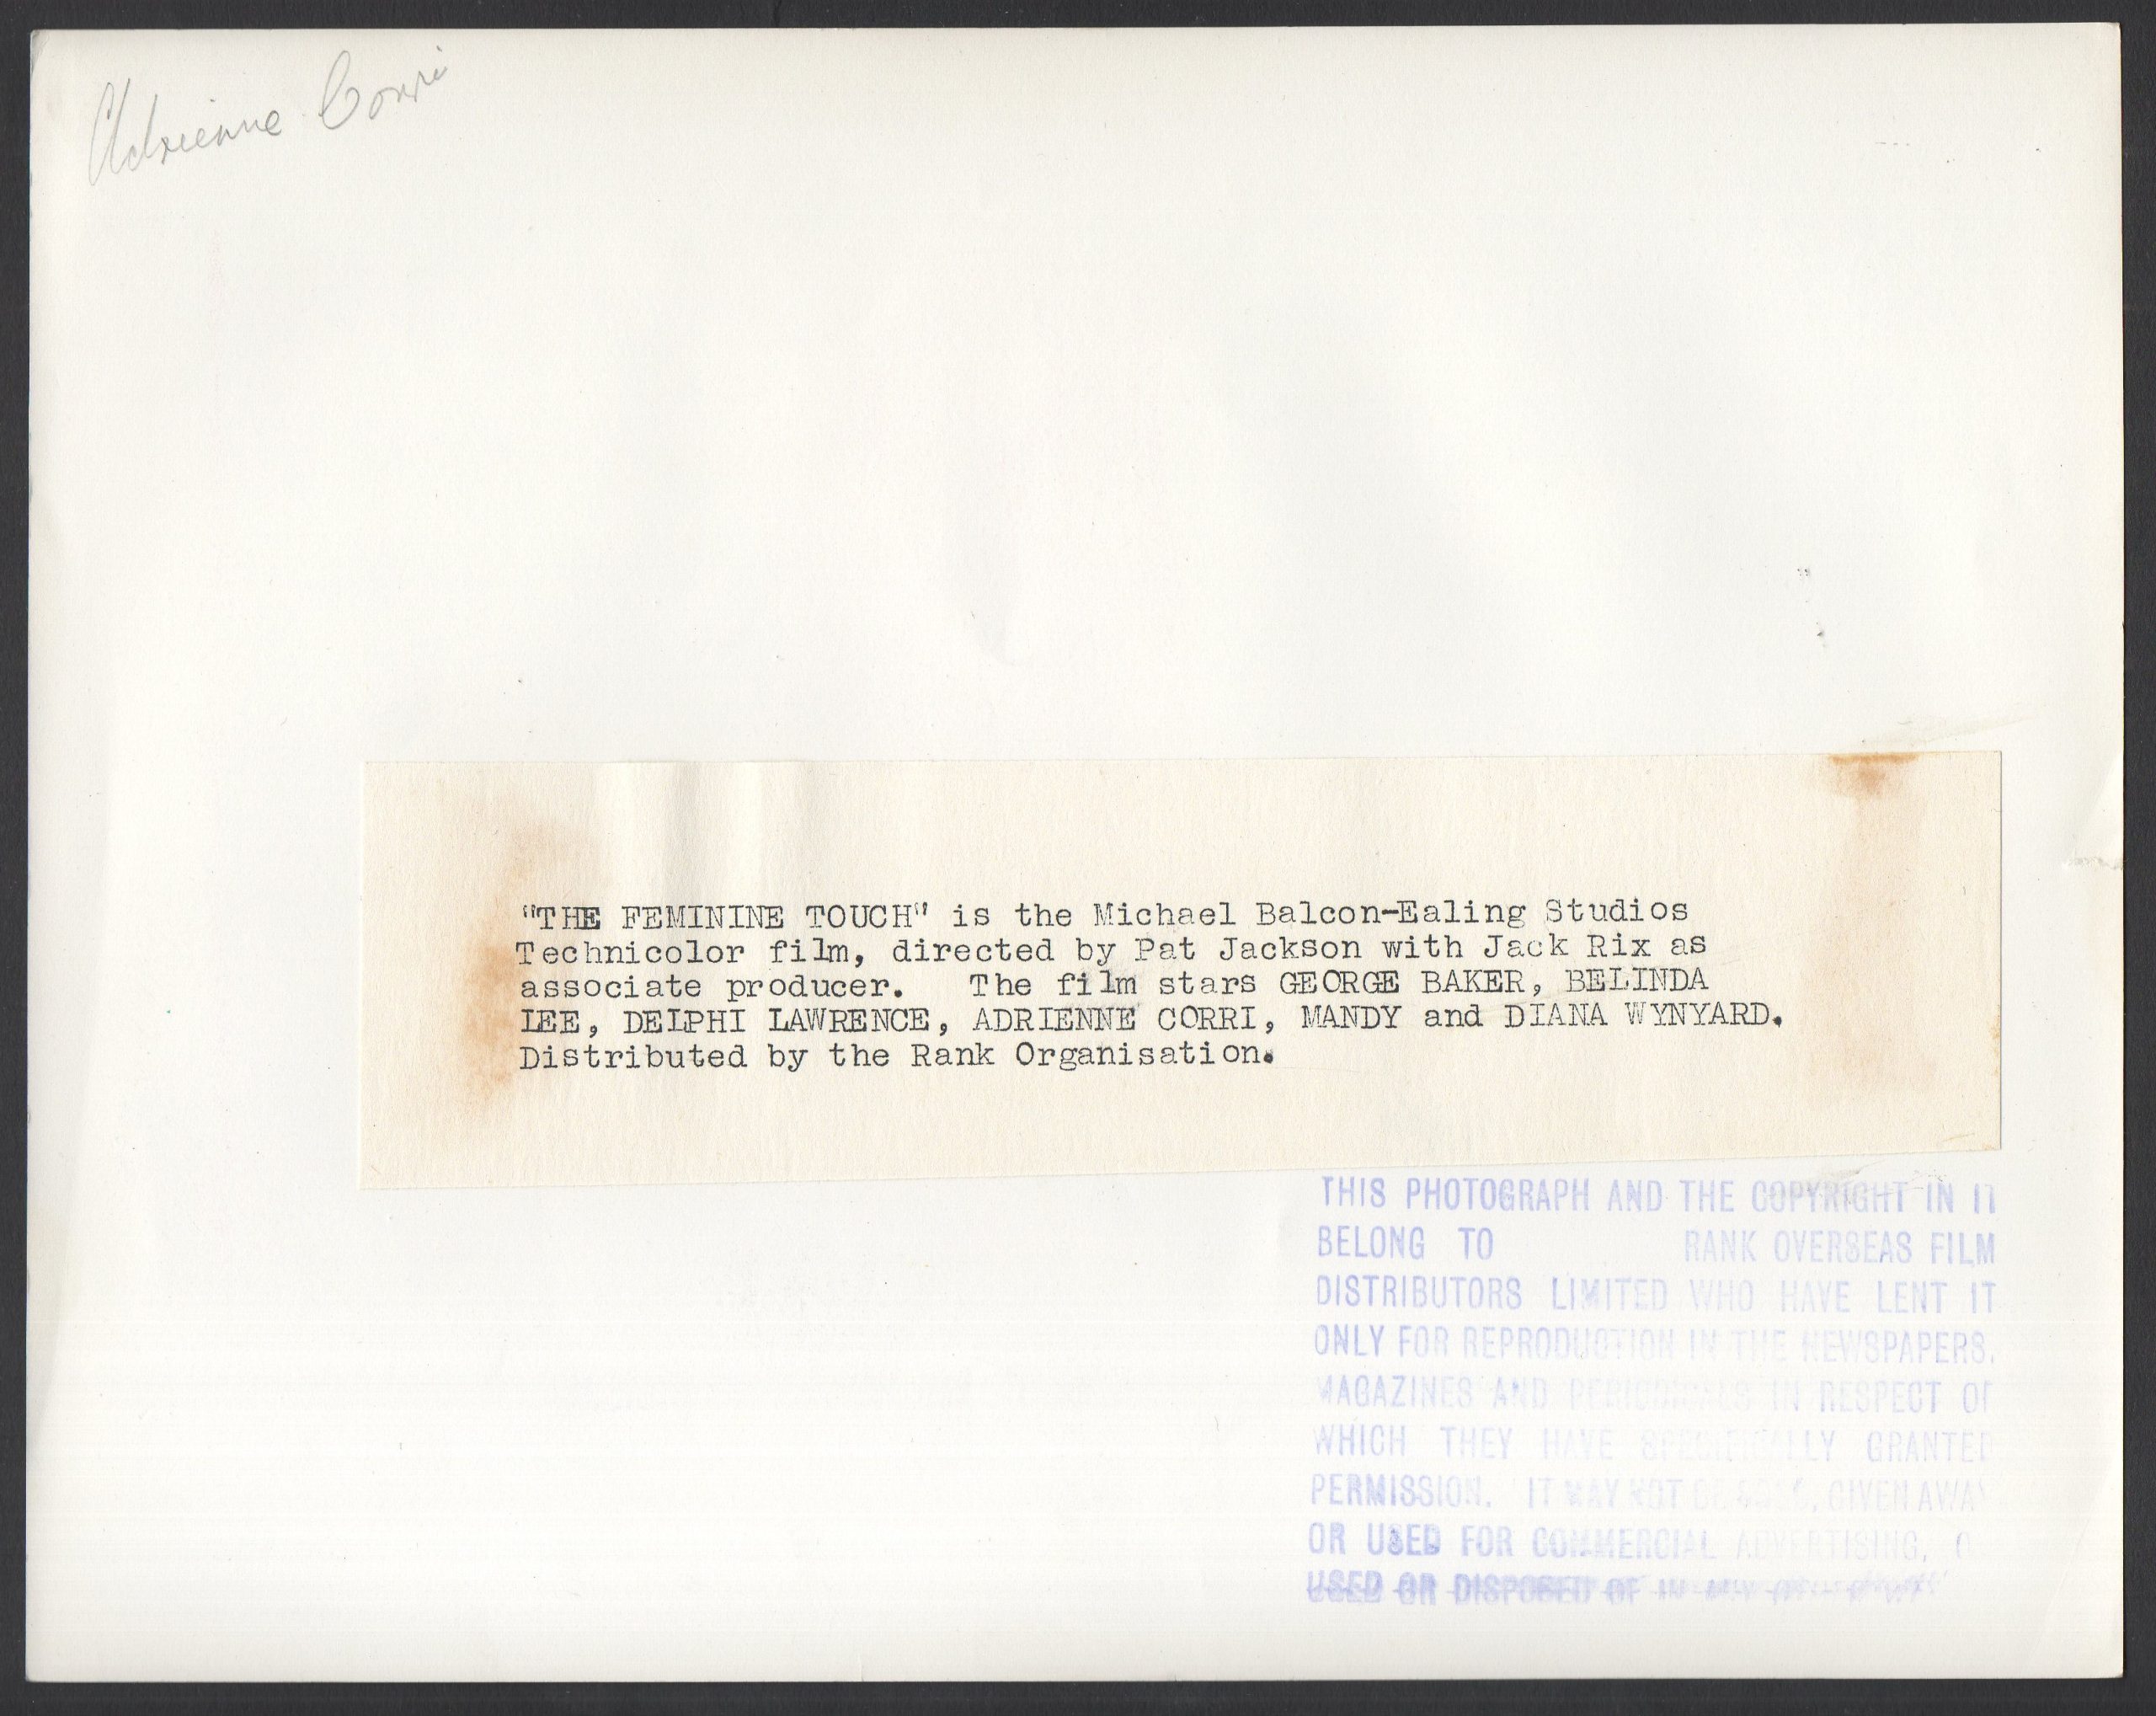 Adrienne Corri
"THE FEMININE TOUCH" is the Michael Balcon-Ealing Studios
Technicolor film, directed by Pat Jackson with Jack Rix as
associate producer. The film stars GEORGE BAKER, BELINDA
LEE, DELPHI LAWRENCE, ADRIENNE CORRI, MANDY and DIANA WYNYARD.
Distributed by the Rank Organisation.
THIS PHOTOGRAPH AND THE COPYRIGHT IN IT
BELONG TO RANK OVERSEAS FILM
DISTRIBUTORS LIMITED WHO HAVE LENT IT
ONLY FOR REPRODUCTION IN THE NEWSPAPERS,
MAGAZINES AND PERIODICALS IN RESPECT OF
WHICH THEY HAVE SPECIFICALLY GRANTED
PERMISSION. IT MAY NOT BE SOLD, GIVEN AWAY
OR USED FOR COMMERCIAL ADVERTISING, O
USED OR DISPOSED OF IN